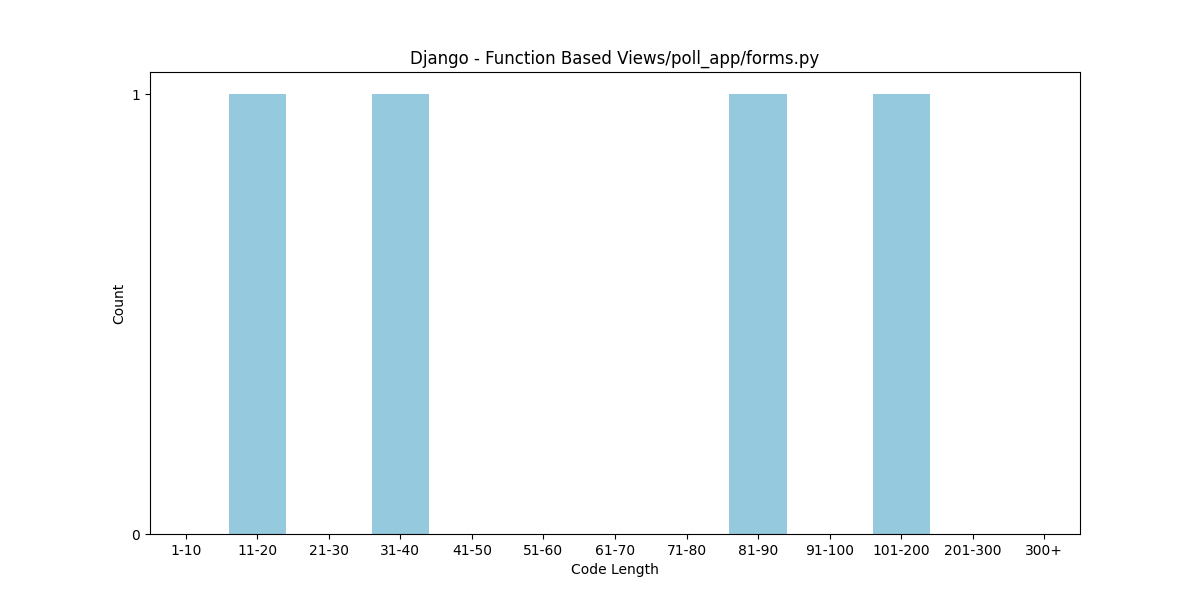 Django - Function Based Views/poll_app/forms.py
1
Count
0
1-10 11-20 21-30 31-40 41-50 51-60 61-70 71-80 81-90 91-100 101-200 201-300 300+
Code Length